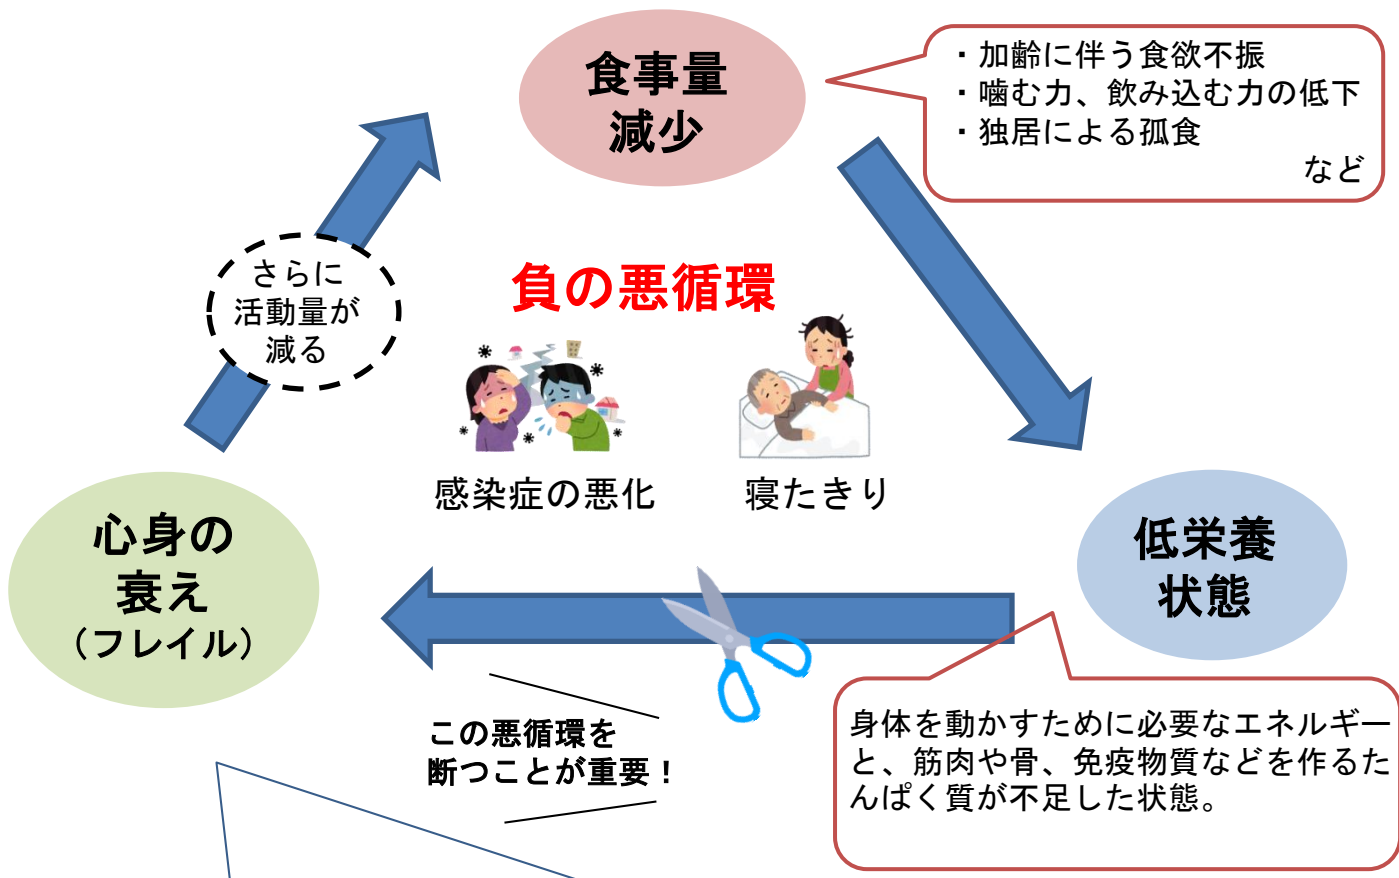 食事量
減少
・加齢に伴う食欲不振
・噛む力、飲み込む力の低下
・独居による孤食
など
さらに
活動量が
減る
負の悪循環
感染症の悪化
寝たきり
心身の
衰え
（フレイル）
低栄養
状態
この悪循環を
断つことが重要！
身体を動かすために必要なエネルギー
と、筋肉や骨、免疫物質などを作るた
んぱく質が不足した状態。